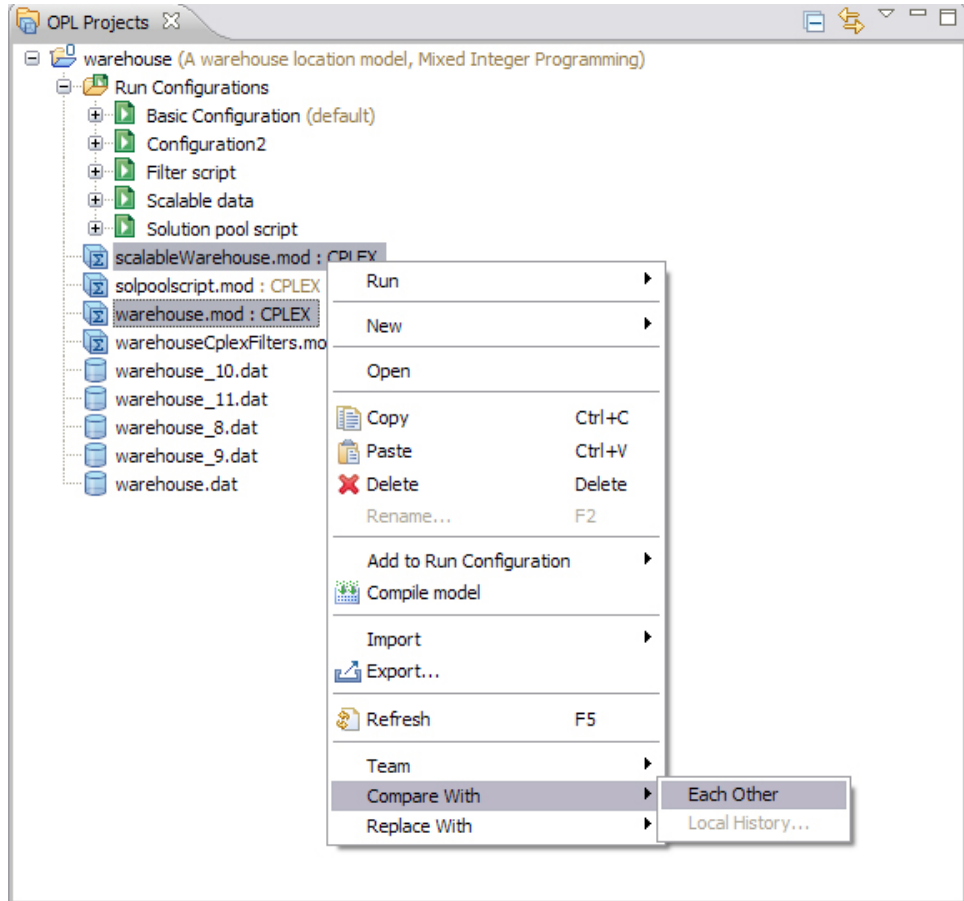 OPL Projects
warehouse (A warehouse location model, Mixed Integer Programming)
Run Configurations
Basic Configuration (default)
Configuration2
Filter script
Scalable data
Solution pool script
scalableWarehouse.mod : CPLEX
solpoolscript.mod : CPLEX
warehouse.mod : CPLEX
warehouseCplexFilters.mo
warehouse_10.dat
warehouse_11.dat
warehouse_8.dat
warehouse_9.dat
warehouse.dat
Run
New
Open
Copy Ctrl+C
Paste Ctrl+V
Delete Delete
Rename... F2
Add to Run Configuration
Compile model
Import
Export...
Refresh F5
Team
Compare With
Replace With
Each Other
Local History...